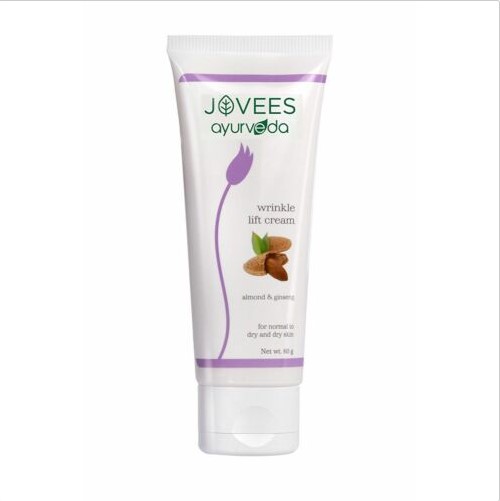 JOVEES
ayurveda
wrinkle
lift cream
almond & ginseng
for normal to
dry and dry skin
Net wt. 60 g